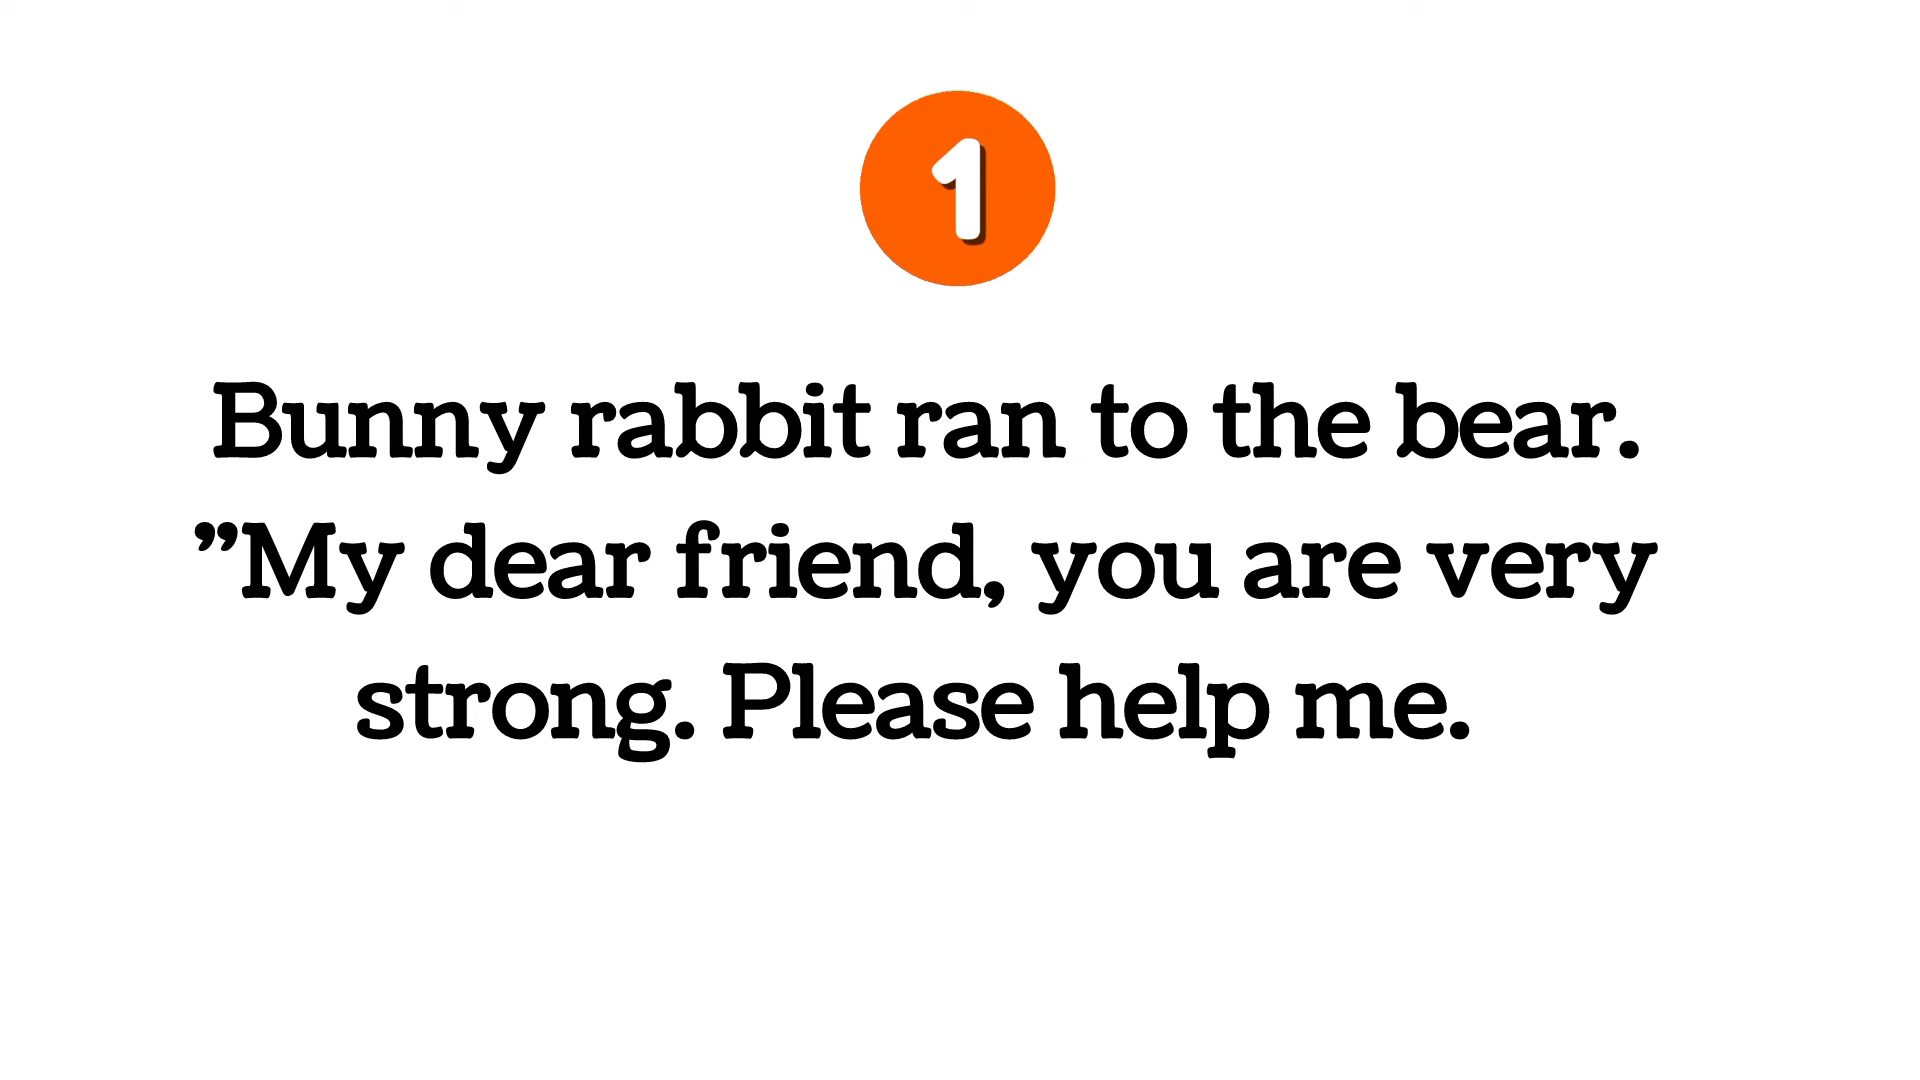 1
Bunny rabbit ran to the bear.
”My dear friend, you are very
strong. Please help me.